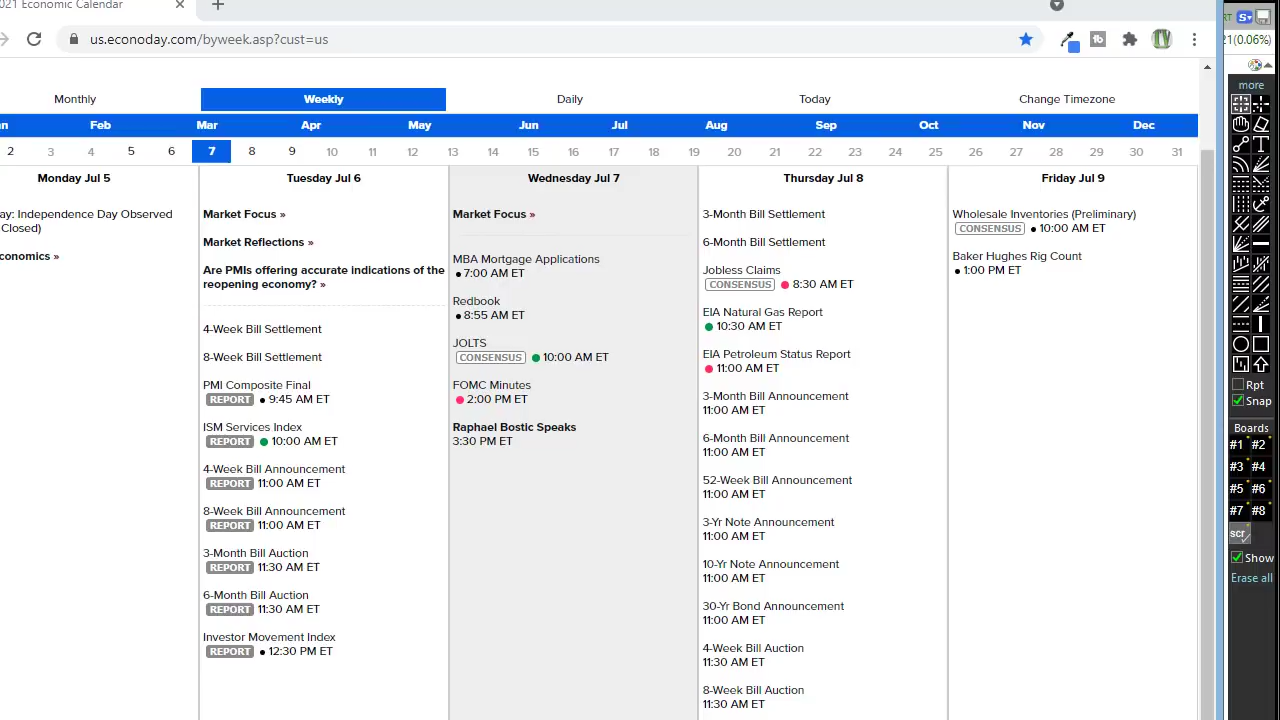 021 Economic Calendar
us.econoday.com/byweek.asp?cust=us
21(0.06%)
Monthly
Weekly
Daily
Today
Change Timezone
Feb Mar Apr May Jun Jul Aug Sep Oct Nov Dec
2 3 4 5 6 7 8 9 10 11 12 13 14 15 16 17 18 19 20 21 22 23 24 25 26 27 28 29 30 31
Monday Jul 5
ay: Independence Day Observed
Closed)
conomics »
Tuesday Jul 6
Market Focus »
Market Reflections »
Are PMIs offering accurate indications of the
reopening economy? »
4-Week Bill Settlement
8-Week Bill Settlement
PMI Composite Final
REPORT 9:45 AM ET
ISM Services Index
REPORT 10:00 AM ET
4-Week Bill Announcement
REPORT 11:00 AM ET
8-Week Bill Announcement
REPORT 11:00 AM ET
3-Month Bill Auction
REPORT 11:30 AM ET
6-Month Bill Auction
REPORT 11:30 AM ET
Investor Movement Index
REPORT 12:30 PM ET
Wednesday Jul 7
Market Focus »
MBA Mortgage Applications
7:00 AM ET
Redbook
8:55 AM ET
JOLTS
CONSENSUS 10:00 AM ET
FOMC Minutes
2:00 PM ET
Raphael Bostic Speaks
3:30 PM ET
Thursday Jul 8
3-Month Bill Settlement
6-Month Bill Settlement
Jobless Claims
CONSENSUS 8:30 AM ET
EIA Natural Gas Report
10:30 AM ET
EIA Petroleum Status Report
11:00 AM ET
3-Month Bill Announcement
11:00 AM ET
6-Month Bill Announcement
11:00 AM ET
52-Week Bill Announcement
11:00 AM ET
3-Yr Note Announcement
11:00 AM ET
10-Yr Note Announcement
11:00 AM ET
30-Yr Bond Announcement
11:00 AM ET
4-Week Bill Auction
11:30 AM ET
8-Week Bill Auction
11:30 AM ET
Friday Jul 9
Wholesale Inventories (Preliminary)
CONSENSUS 10:00 AM ET
Baker Hughes Rig Count
1:00 PM ET
more
Rpt
Snap
Boards
#1 #2
#3 #4
#5 #6
#7 #8
scr
Show
Erase all